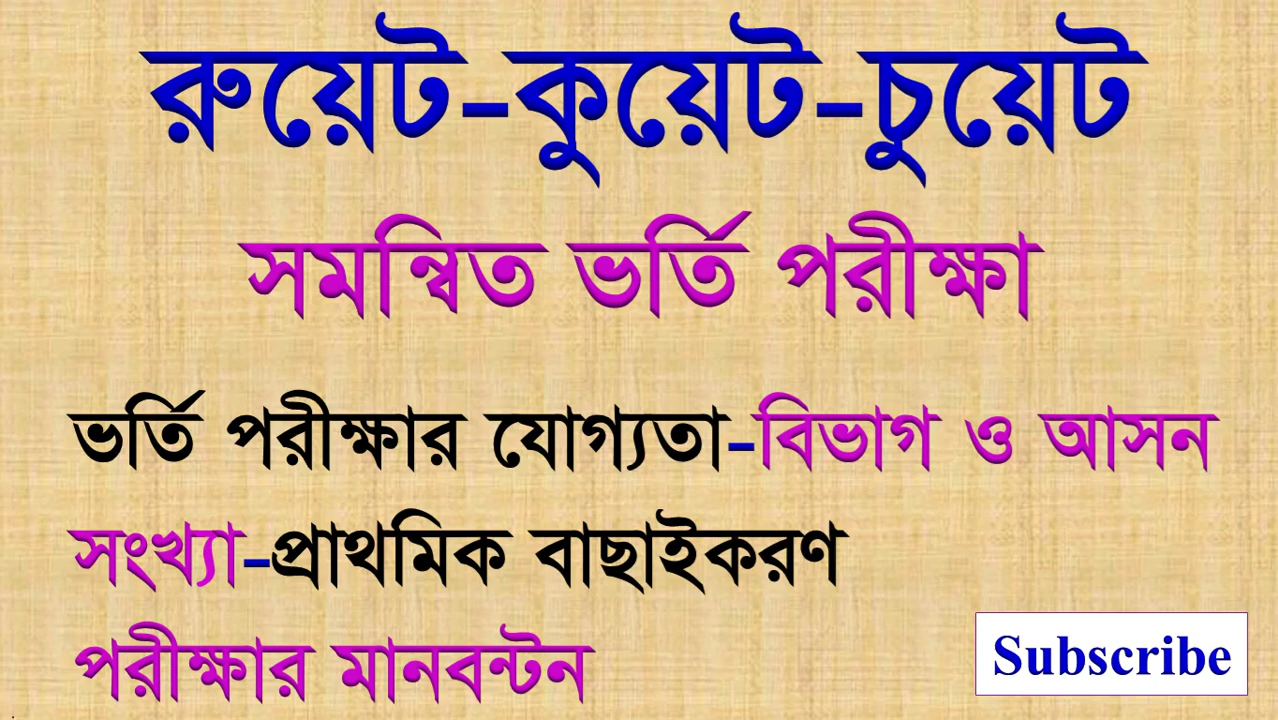 রুয়েট-কুয়েট-চুয়েট
সমন্বিত ভর্তি পরীক্ষা
ভর্তি পরীক্ষার যোগ্যতা-বিভাগ ও আসন
সংখ্যা-প্রাথমিক বাছাইকরণ
পরীক্ষার মানবন্টন
Subscribe